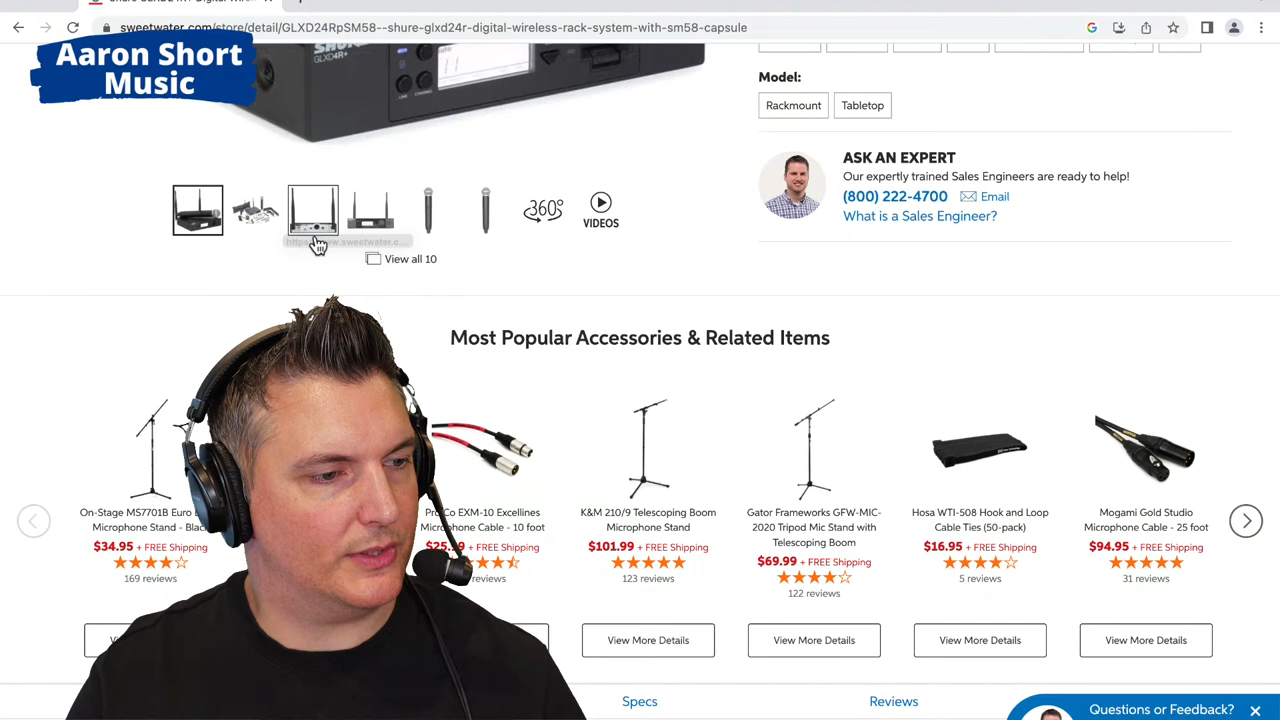 sweetwater.com/store/detail/GLXD24RpSM58--shure-glxd24r-digital-wireless-rack-system-with-sm58-capsule
Aaron Short
Music
SHURE
GLXD4R+
Model:
Rackmount
Tabletop
ASK AN EXPERT
Our expertly trained Sales Engineers are ready to help!
(800) 222-4700
Email
What is a Sales Engineer?
360°
VIDEOS
View all 10
Most Popular Accessories & Related Items
On-Stage MS7701B Euro
Microphone Stand -
$34.95 + FREE Shipping
169 reviews
Pro Co EXM-10 Excellines
Microphone Cable - 10 foot
+ FREE Shipping
reviews
K&M 210/9 Telescoping Boom
Microphone Stand
$101.99 + FREE Shipping
123 reviews
View More Details
Gator Frameworks GFW-MIC-
2020 Tripod Mic Stand with
Telescoping Boom
$69.99 + FREE Shipping
122 reviews
View More Details
Hosa WTI-508 Hook and Loop
Cable Ties (50-pack)
$16.95 + FREE Shipping
5 reviews
View More Details
Mogami Gold Studio
Microphone Cable - 25 foot
$94.95 + FREE Shipping
31 reviews
View More Details
Specs
Reviews
Questions or Feedback?